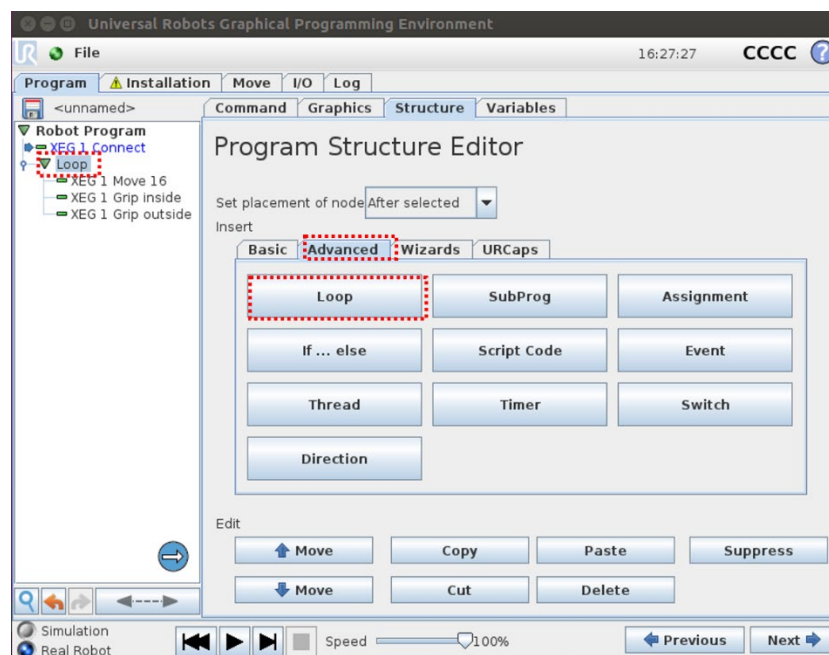 Universal Robots Graphical Programming Environment
File 16:27:27 CCCC ?
Program Installation Move I/O Log
<unnamed> Command Graphics Structure Variables
Robot Program
XEG 1 Connect
Loop
XEG 1 Move 16
XEG 1 Grip inside
XEG 1 Grip outside
Program Structure Editor
Set placement of node After selected
Insert
Basic Advanced Wizards URCaps
Loop SubProg Assignment
If ... else Script Code Event
Thread Timer Switch
Direction
Edit
Move Copy Paste Suppress
Move Cut Delete
Simulation
Real Robot
Speed 100% Previous Next